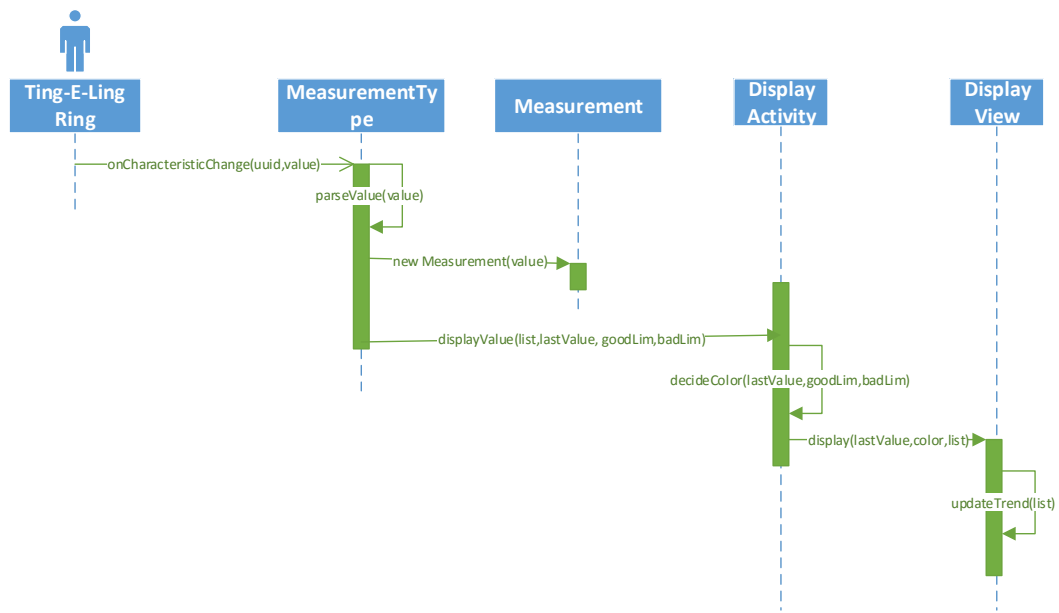 Ting-E-Ling
Ring
MeasurementTy
pe
Measurement
Display
Activity
Display
View
onCharacteristicChange(uuid,value)
parseValue(value)
new Measurement(value)
displayValue(list,lastValue, goodLim,badLim)
decideColor(lastValue,goodLim,badLim)
display(lastValue,color,list)
updateTrend(list)